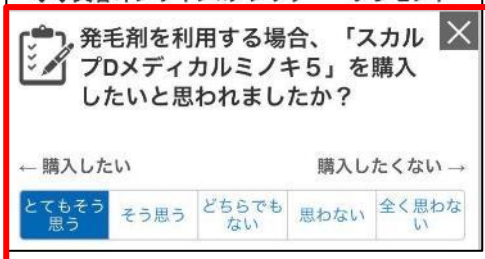 発毛剤を利用する場合、「スカル
プDメディカルミノキ5」を購入
したいと思われましたか?
← 購入したい
購入したくない →
とてもそう
思う
そう思う
どちらでも
ない
思わない
全く思わな
い